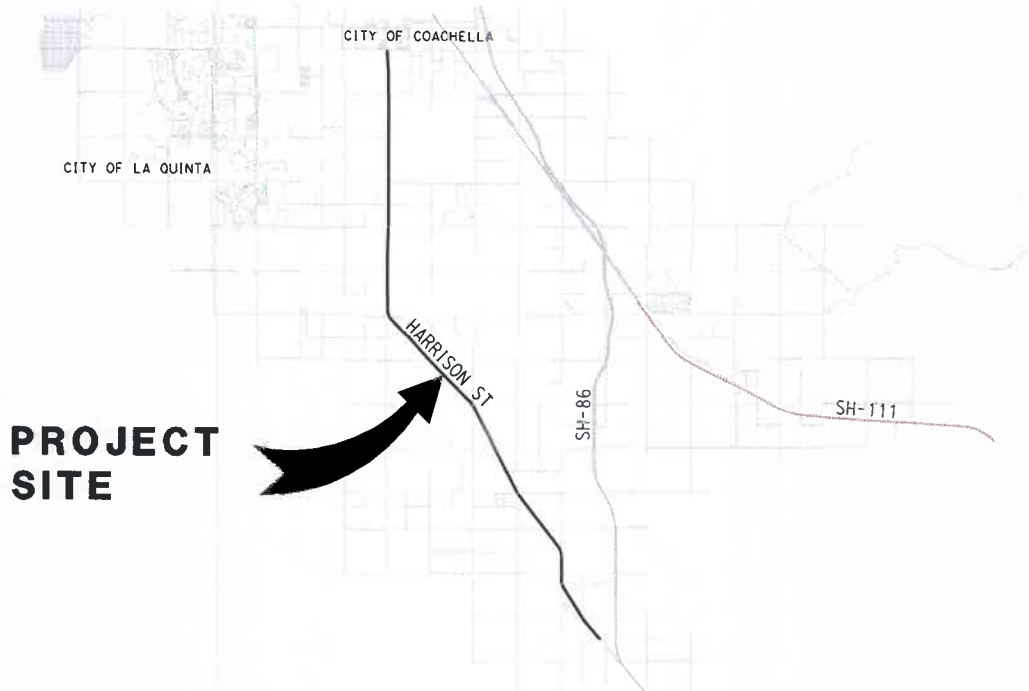 CITY OF COACHELLA
CITY OF LA QUINTA
HARRISON ST
SH-86
SH-111
PROJECT
SITE